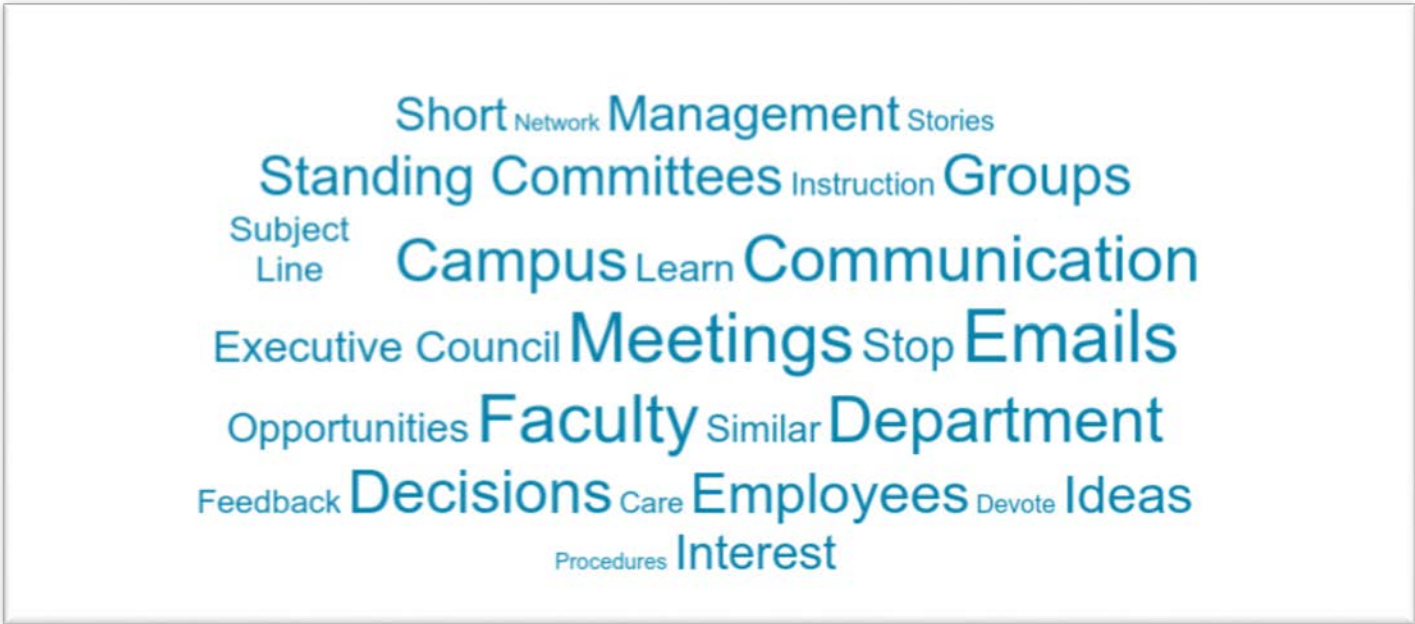 Short Network Management Stories
Standing Committees Instruction Groups
Subject
Line
Campus Learn Communication
Executive Council Meetings Stop Emails
Opportunities Faculty Similar Department
Feedback Decisions Care Employees Devote Ideas
Procedures Interest